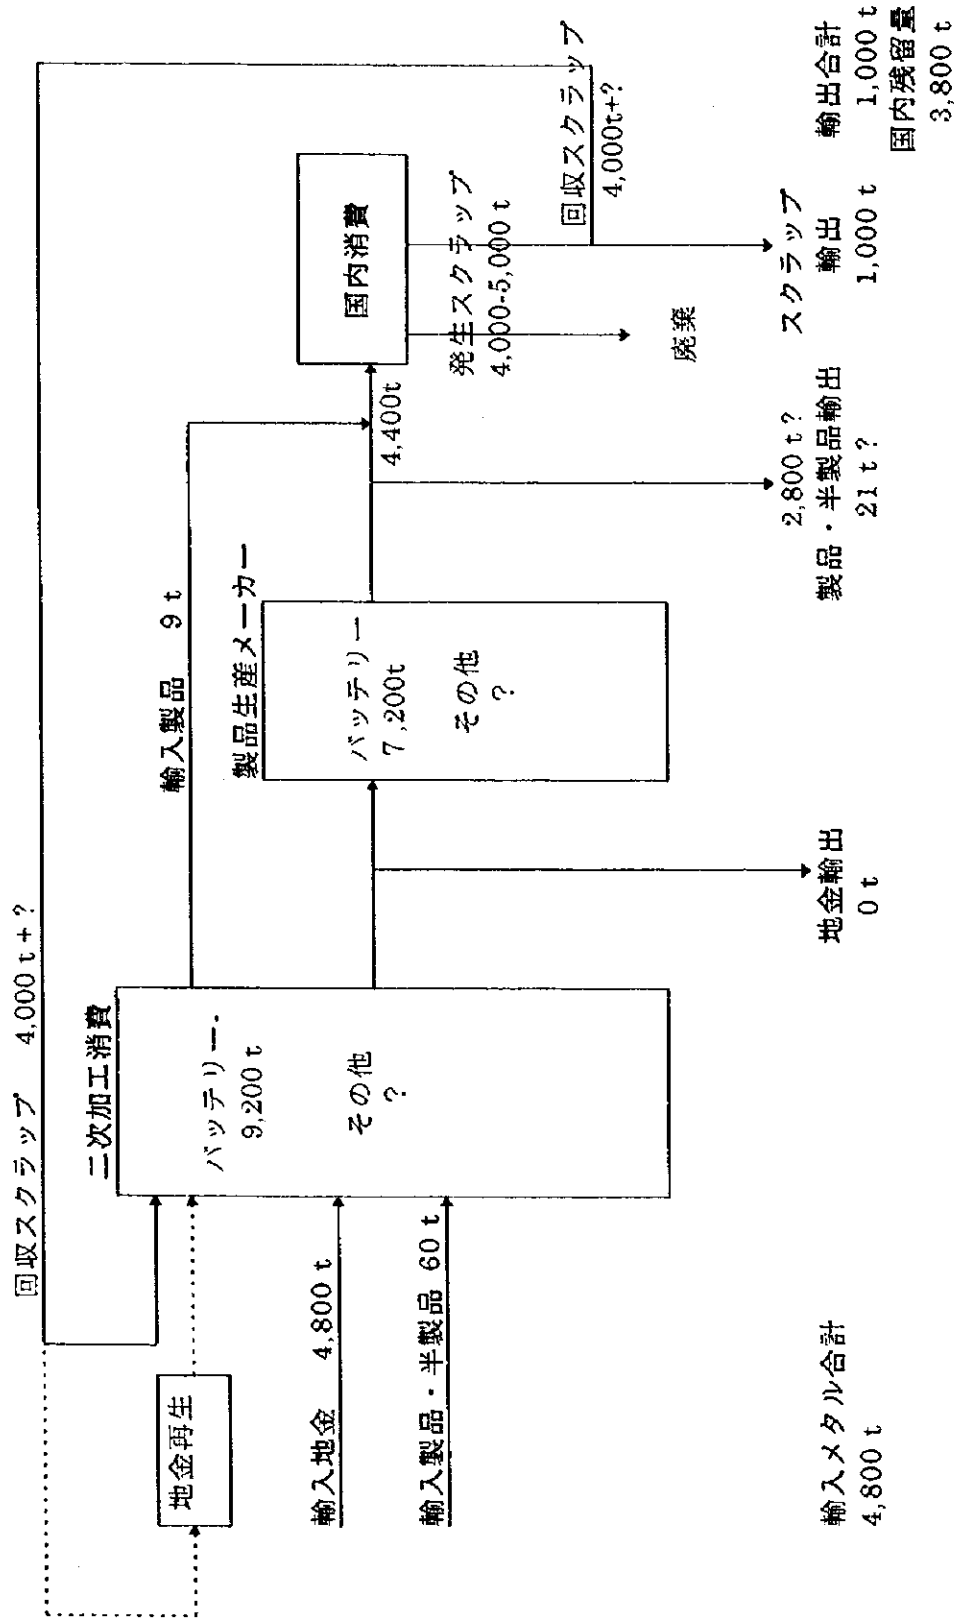 回収スクラップ 4,000t+?
地金再生
輸入地金 4,800t
輸入製品・半製品 60t
輸入メタル合計
4,800t
二次加工消費
バッテリー.
9,200t
その他
?
輸入製品 9t
地金輸出
0t
製品生産メーカー
バッテリー
7,200t
その他
?
4,400t
2,800t?
製品・半製品輸出
21t?
国内消費
発生スクラップ
4,000-5,000t
廃棄
回収スクラップ
4,000t+?
スクラップ
輸出
1,000t
輸出合計
1,000t
国内残留量
3,800t